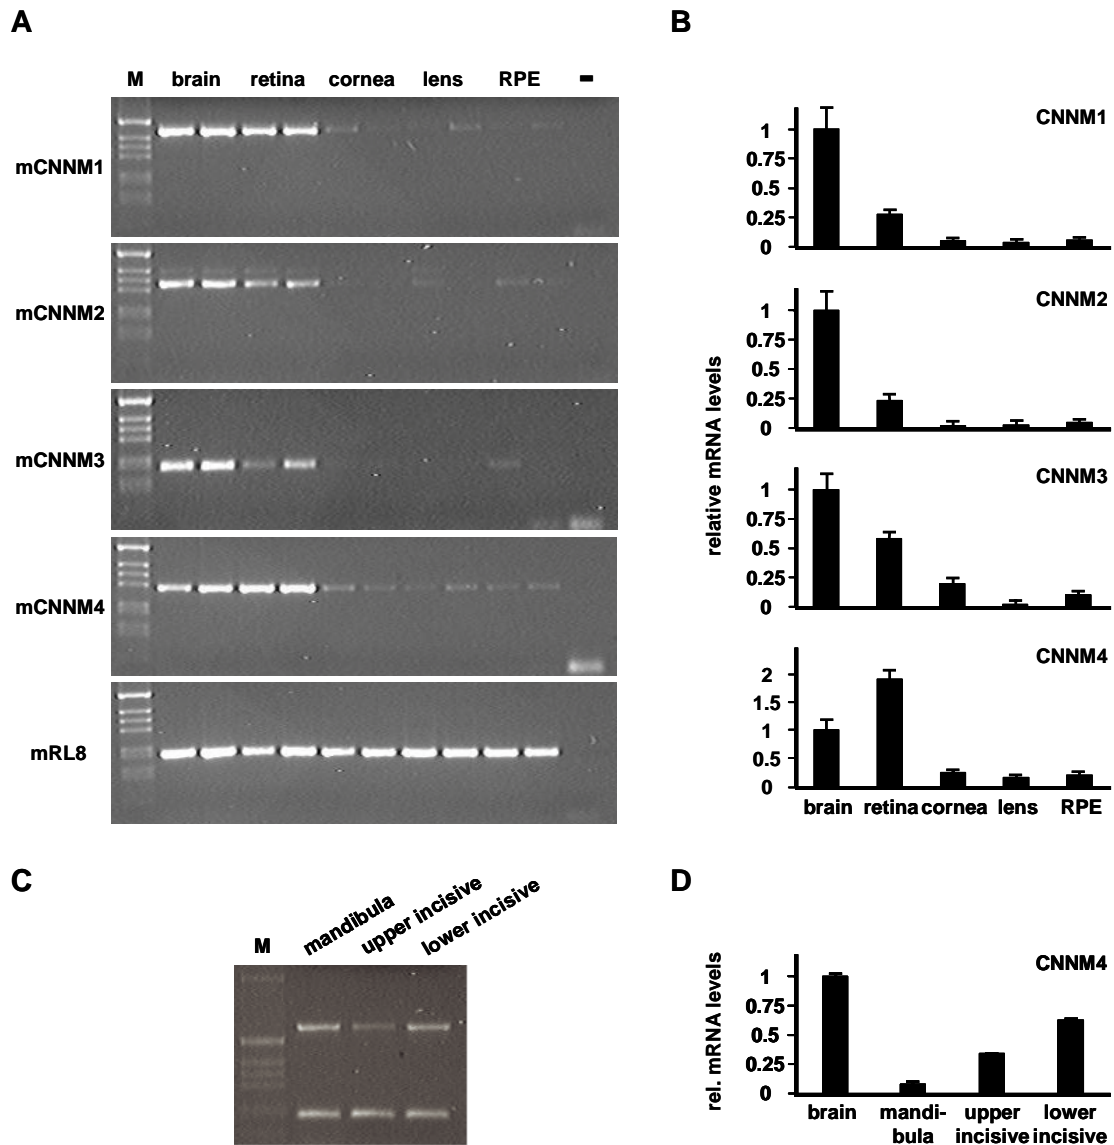 A
M brain retina cornea lens RPE -
mCNNM1
mCNNM2
mCNNM3
mCNNM4
mRL8
B
relative mRNA levels
CNNM1
1
0.75
0.5
0.25
0
CNNM2
1
0.75
0.5
0.25
0
CNNM3
1
0.75
0.5
0.25
0
CNNM4
2
1.5
1
0.5
0
brain retina cornea lens RPE
C
M mandibula upper incisive lower incisive
D
rel. mRNA levels
CNNM4
1
0.75
0.5
0.25
0
brain mandi- upper lower
bula incisive incisive